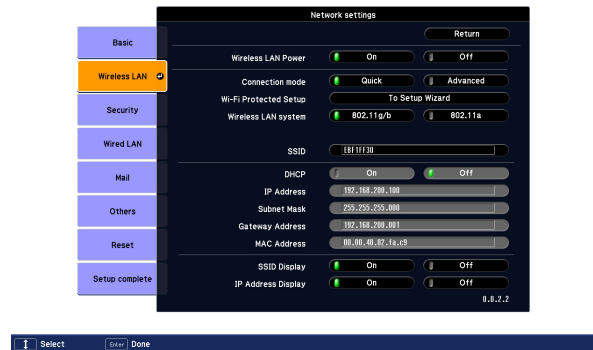 Network settings
Return
Basic
Wireless LAN
Security
Wired LAN
Mail
Others
Reset
Setup complete
Wireless LAN Power On Off
Connection mode Quick Advanced
Wi-Fi Protected Setup To Setup Wizard
Wireless LAN system 802.11g/b 802.11a
SSID EBF1FF30
DHCP On Off
IP Address 192.168.200.100
Subnet Mask 255.255.255.000
Gateway Address 192.168.200.001
MAC Address 00.00.48.82.fa.c9
SSID Display On Off
IP Address Display On Off
0.0.2.2
Select Enter Done